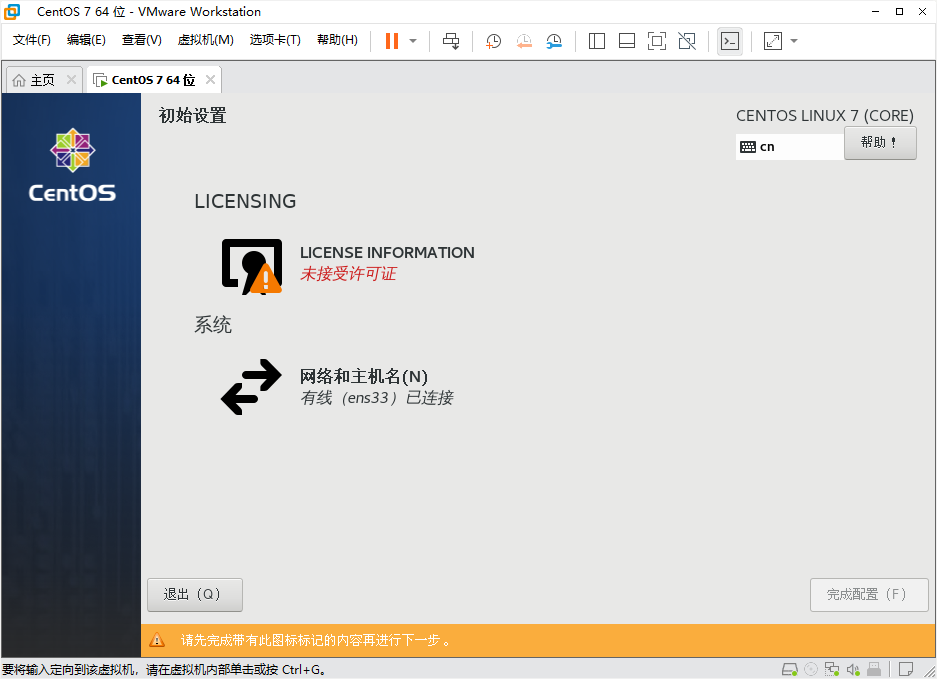 CentOS 7 64 位 - VMware Workstation
文件(F) 编辑(E) 查看(V) 虚拟机(M) 选项卡(T) 帮助(H)
主页 CentOS 7 64 位
初始设置
CENTOS LINUX 7 (CORE)
cn 帮助！
CentOS
LICENSING
LICENSE INFORMATION
未接受许可证
系统
网络和主机名(N)
有线（ens33）已连接
退出（Q） 完成配置（F）
请先完成带有此图标标记的内容再进行下一步。
要将输入定向到该虚拟机，请在虚拟机内部单击或按 Ctrl+G。